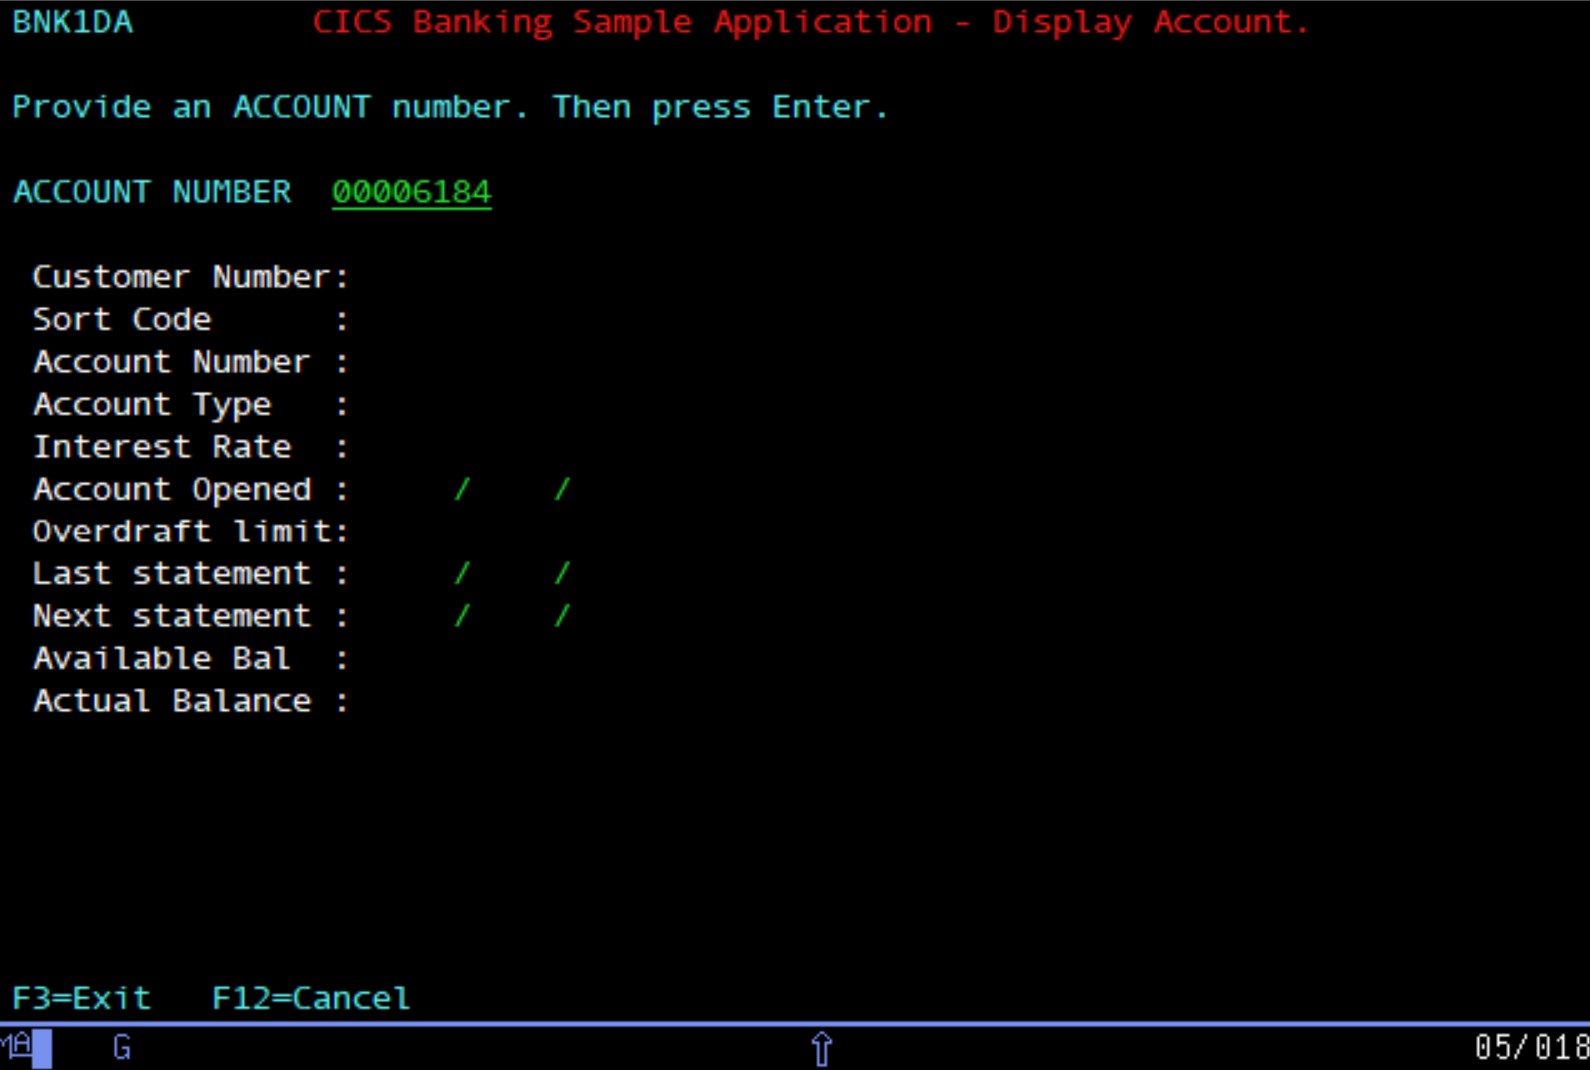 BNK1DA CICS Banking Sample Application - Display Account.
Provide an ACCOUNT number. Then press Enter.
ACCOUNT NUMBER 00006184
Customer Number:
Sort Code :
Account Number :
Account Type :
Interest Rate :
Account Opened : / /
Overdraft limit:
Last statement : / /
Next statement : / /
Available Bal :
Actual Balance :
F3=Exit F12=Cancel
MA G 05/018